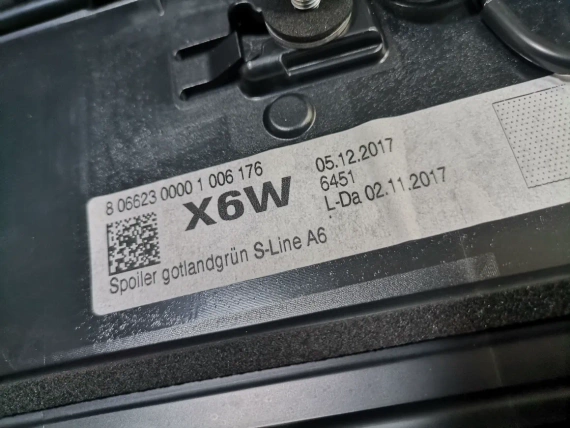 8 06623 0000 1 006 176
X6W
05.12.2017
6451
L-Da 02.11.2017
Spoiler gotlandgrün S-Line A6